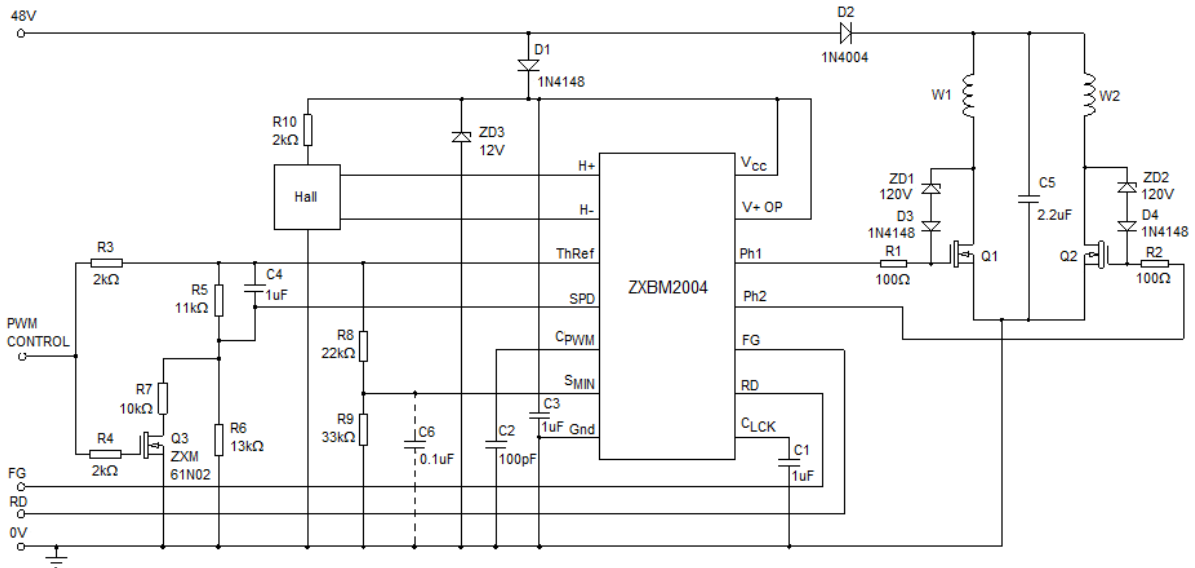 48V
D2
1N4004
D1
1N4148
W1
W2
R10
2kΩ
ZD3
12V
Hall
H+
H-
ThRef
SPD
CPWM
SMIN
Gnd
ZXBM2004
VCC
V+ OP
Ph1
Ph2
FG
RD
CLCK
ZD1
120V
D3
1N4148
C5
2.2uF
ZD2
120V
D4
1N4148
R1
100Ω
Q1
Q2
R2
100Ω
R3
2kΩ
R5
11kΩ
C4
1uF
PWM
CONTROL
R8
22kΩ
R7
10kΩ
R4
2kΩ
Q3
ZXM
61N02
R6
13kΩ
R9
33kΩ
C6
0.1uF
C2
100pF
C3
1uF
C1
1uF
FG
RD
0V